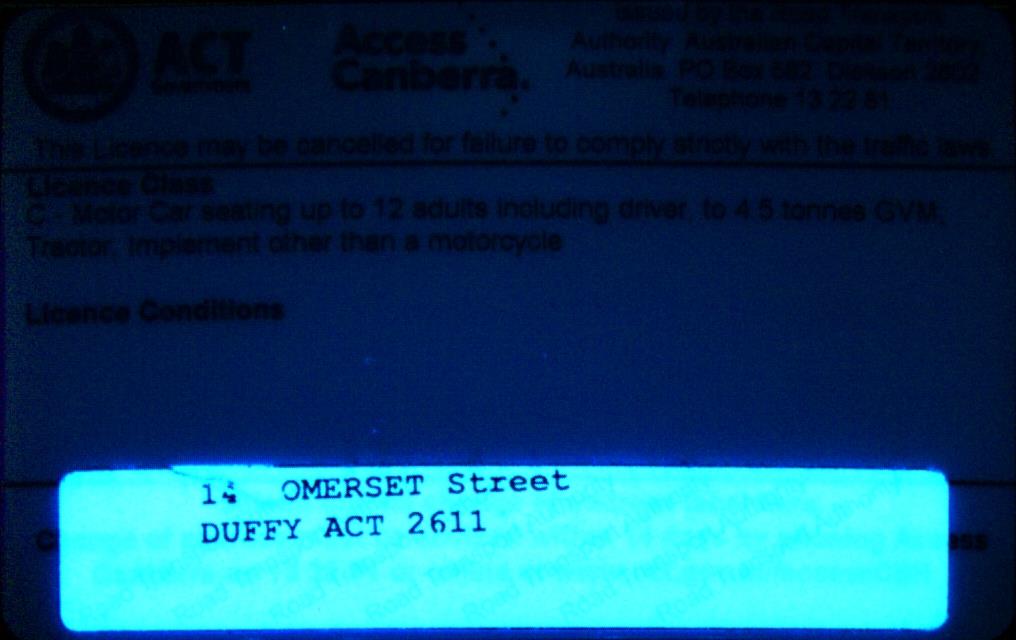 ACT
Access
Canberra.
Issued by the Road Transport
Authority Australian Capital Territory
Australia PO Box 582 Dickson 2602
Telephone 13 22 81
This Licence may be cancelled for failure to comply strictly with the traffic laws.
Licence Class
C - Motor Car seating up to 12 adults including driver, to 4.5 tonnes GVM,
Tractor, Implement other than a motorcycle
Licence Conditions
14 OMERSET Street
DUFFY ACT 2611